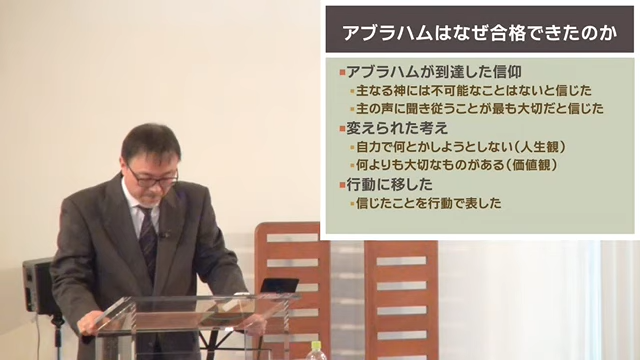 アブラハムはなぜ合格できたのか
アブラハムが到達した信仰
主なる神には不可能なことはないと信じた
主の声に聞き従うことが最も大切だと信じた
変えられた考え
自力で何とかしようとしない（人生観）
何よりも大切なものがある（価値観）
行動に移した
信じたことを行動で表した